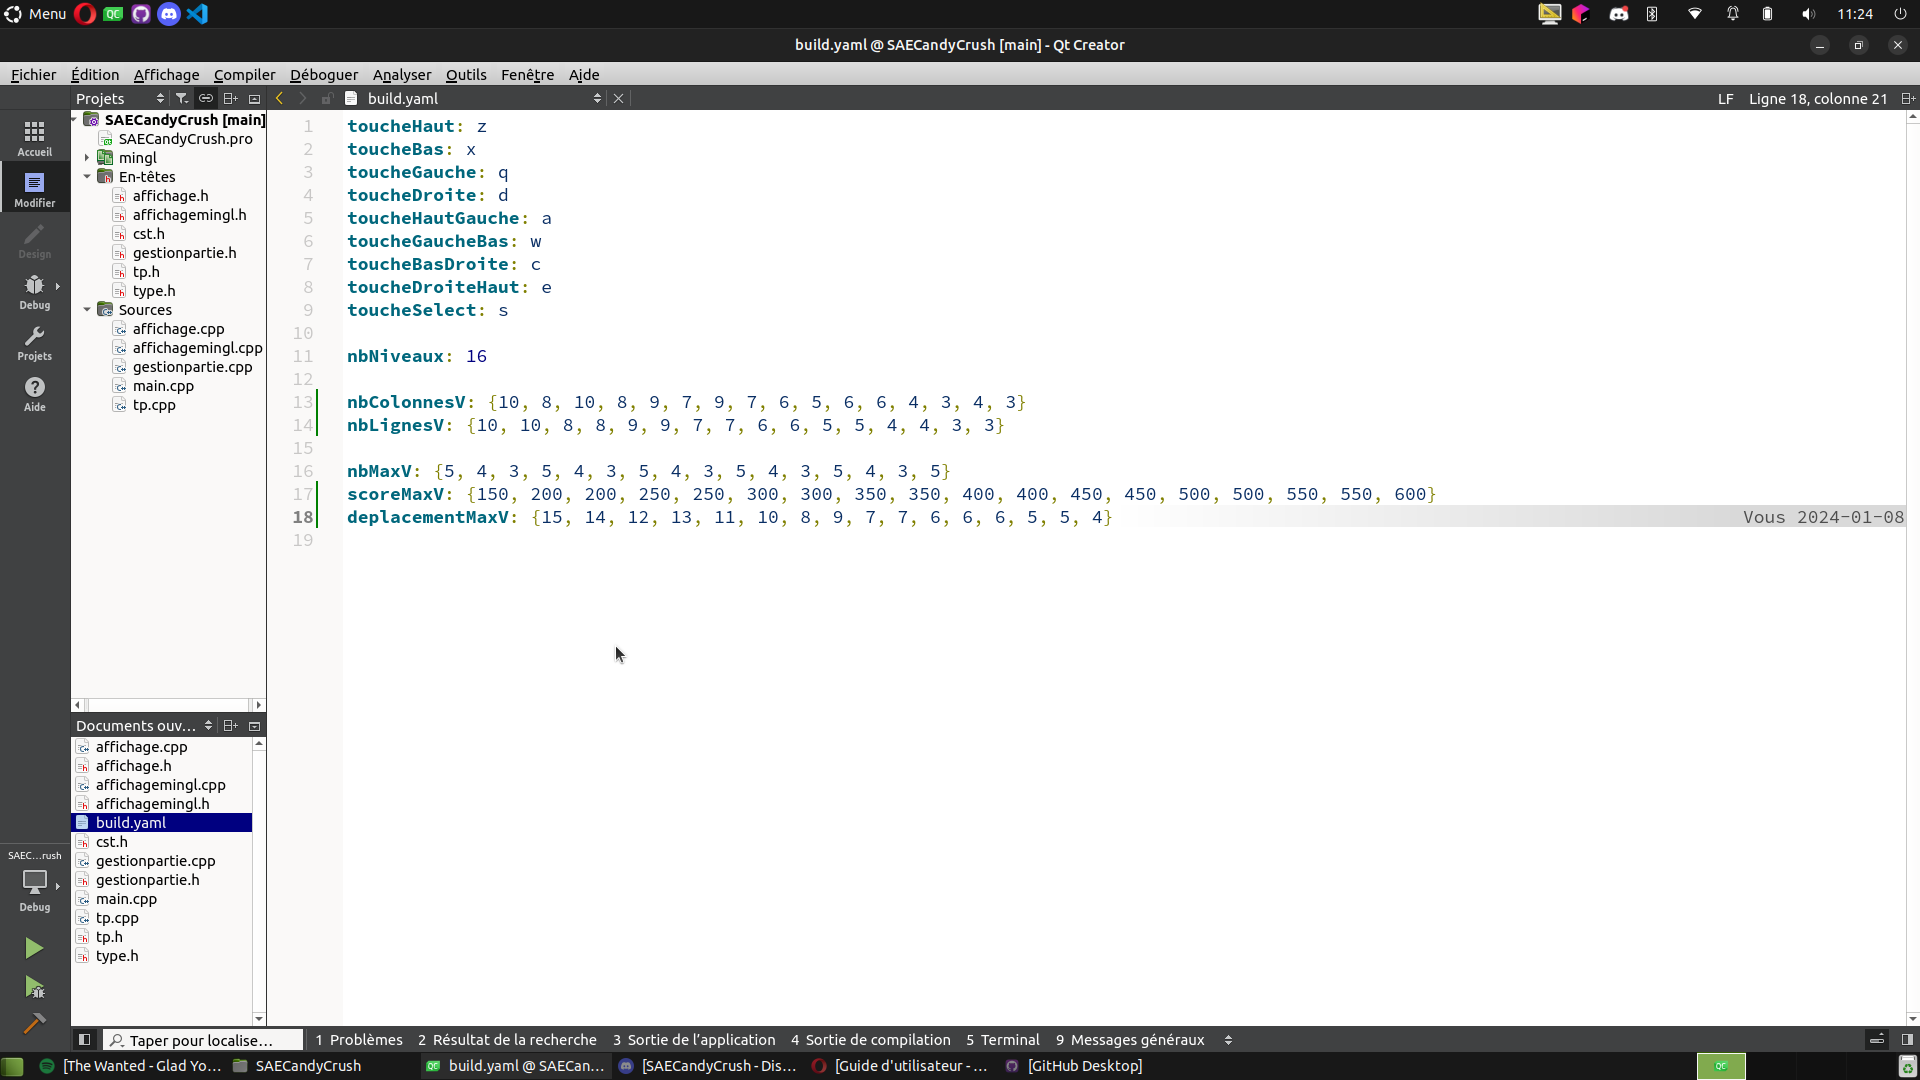 Menu
11:24
build.yaml @ SAECandyCrush [main] - Qt Creator
Fichier Édition Affichage Compiler Déboguer Analyser Outils Fenêtre Aide
Projets
build.yaml
LF Ligne 18, colonne 21
Accueil
Modifier
Design
Debug
Projets
Aide
SAEC...rush
Debug
SAECandyCrush [main]
SAECandyCrush.pro
mingl
En-têtes
affichage.h
affichagemingl.h
cst.h
gestionpartie.h
tp.h
type.h
Sources
affichage.cpp
affichagemingl.cpp
gestionpartie.cpp
main.cpp
tp.cpp
Documents ouv...
affichage.cpp
affichage.h
affichagemingl.cpp
affichagemingl.h
build.yaml
cst.h
gestionpartie.cpp
gestionpartie.h
main.cpp
tp.cpp
tp.h
type.h
1 toucheHaut: z
2 toucheBas: x
3 toucheGauche: q
4 toucheDroite: d
5 toucheHautGauche: a
6 toucheGaucheBas: w
7 toucheBasDroite: c
8 toucheDroiteHaut: e
9 toucheSelect: s
10
11 nbNiveaux: 16
12
13 nbColonnesV: {10, 8, 10, 8, 9, 7, 9, 7, 6, 5, 6, 6, 4, 3, 4, 3}
14 nbLignesV: {10, 10, 8, 8, 9, 9, 7, 7, 6, 6, 5, 5, 4, 4, 3, 3}
15
16 nbMaxV: {5, 4, 3, 5, 4, 3, 5, 4, 3, 5, 4, 3, 5, 4, 3, 5}
17 scoreMaxV: {150, 200, 200, 250, 250, 300, 300, 350, 350, 400, 400, 450, 450, 500, 500, 550, 550, 600}
18 deplacementMaxV: {15, 14, 12, 13, 11, 10, 8, 9, 7, 7, 6, 6, 6, 5, 5, 4} Vous 2024-01-08
19
Taper pour localise... 1 Problèmes 2 Résultat de la recherche 3 Sortie de l'application 4 Sortie de compilation 5 Terminal 9 Messages généraux
[The Wanted - Glad Yo... SAECandyCrush build.yaml @ SAECan... [SAECandyCrush - Dis... [Guide d'utilisateur - ... [GitHub Desktop]